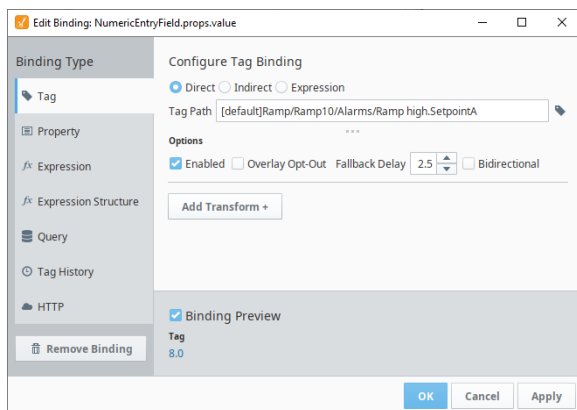 Edit Binding: NumericEntryField.props.value
Binding Type
Tag
Property
fx Expression
fx Expression Structure
Query
Tag History
HTTP
Remove Binding
Configure Tag Binding
Direct Indirect Expression
Tag Path [default]Ramp/Ramp10/Alarms/Ramp high.SetpointA
Options
Enabled Overlay Opt-Out Fallback Delay 2.5 Bidirectional
Add Transform +
Binding Preview
Tag
8.0
OK Cancel Apply